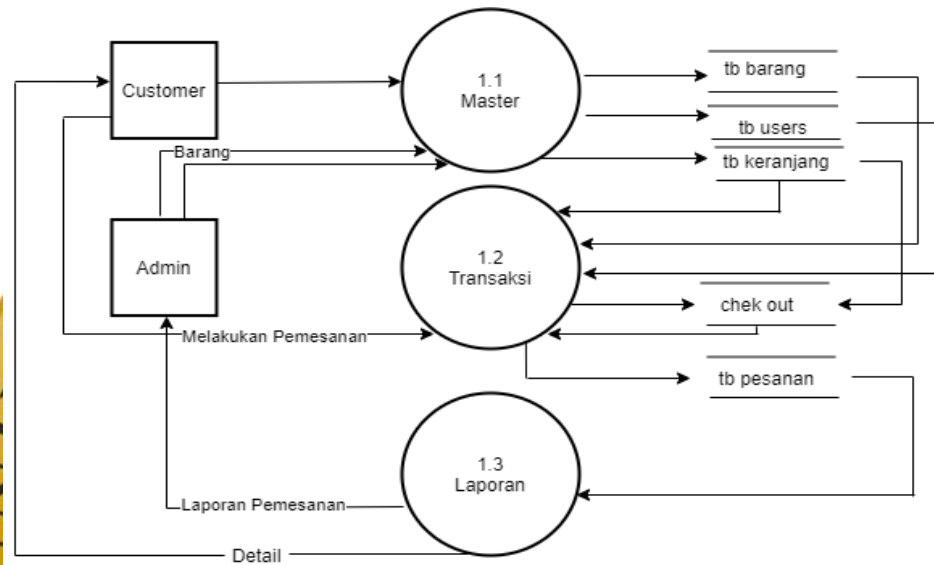 Customer
1.1
Master
tb barang
tb users
tb keranjang
Barang
Admin
1.2
Transaksi
chek out
Melakukan Pemesanan
tb pesanan
1.3
Laporan
Laporan Pemesanan
Detail